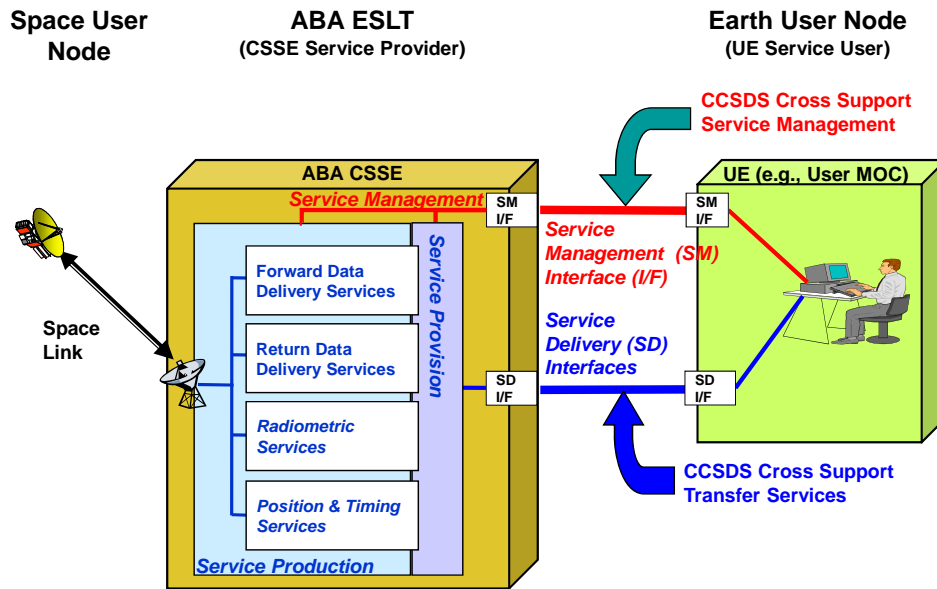 Space User
Node
ABA ESLT
(CSSE Service Provider)
Earth User Node
(UE Service User)
CCSDS Cross Support
Service Management
ABA CSSE
UE (e.g., User MOC)
Service Management
SM
I/F
SM
I/F
Service
Management (SM)
Interface (I/F)
Service Provision
Forward Data
Delivery Services
Space
Link
Return Data
Delivery Services
Service
Delivery (SD)
Interfaces
SD
I/F
SD
I/F
Radiometric
Services
CCSDS Cross Support
Transfer Services
Position & Timing
Services
Service Production